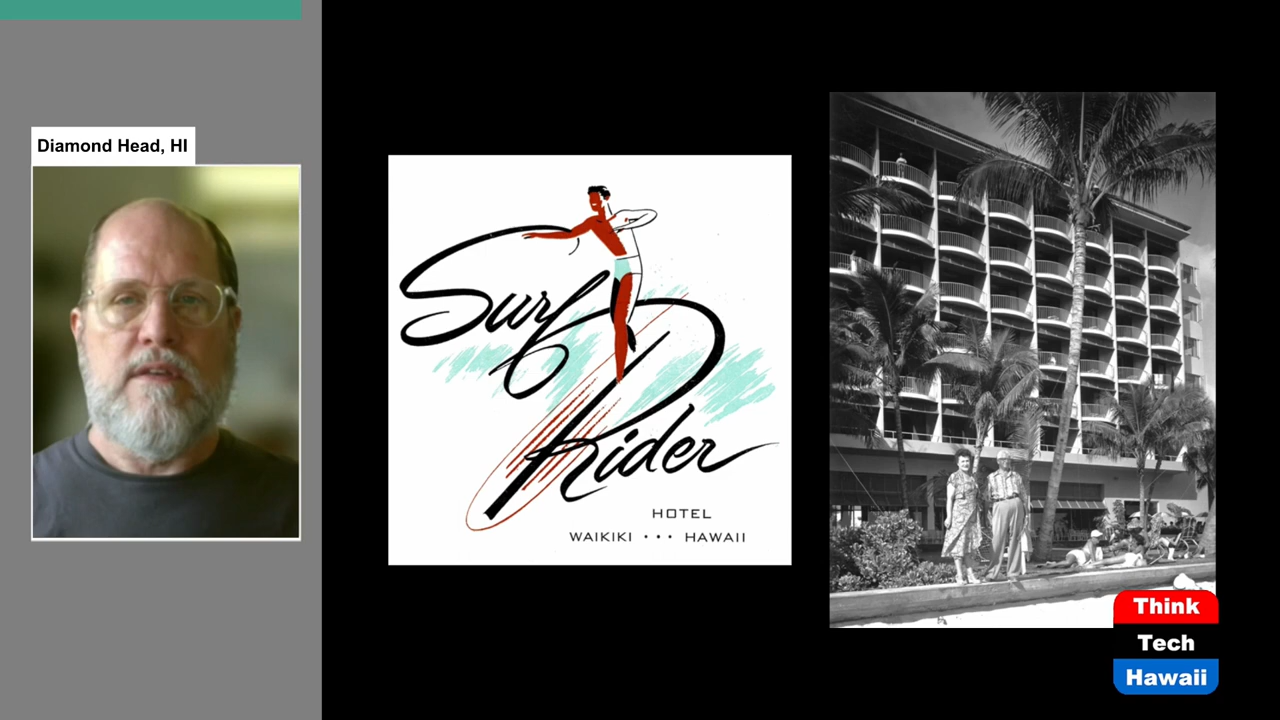 Diamond Head, HI
Surf
Rider
HOTEL
WAIKIKI ••• HAWAII
Think
Tech
Hawaii